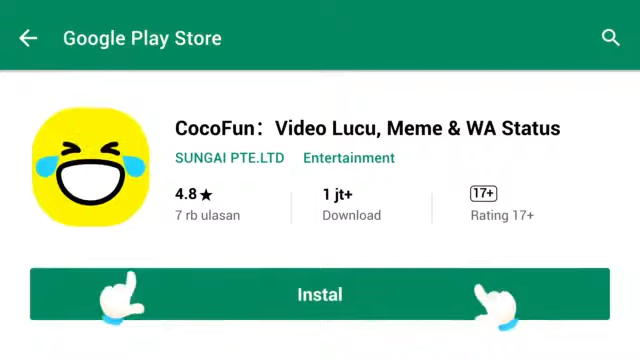 Google Play Store
CocoFun: Video Lucu, Meme & WA Status
SUNGAI PTE.LTD Entertainment
4.8★ 1 jt+ 17+
7 rb ulasan Download Rating 17+
Instal